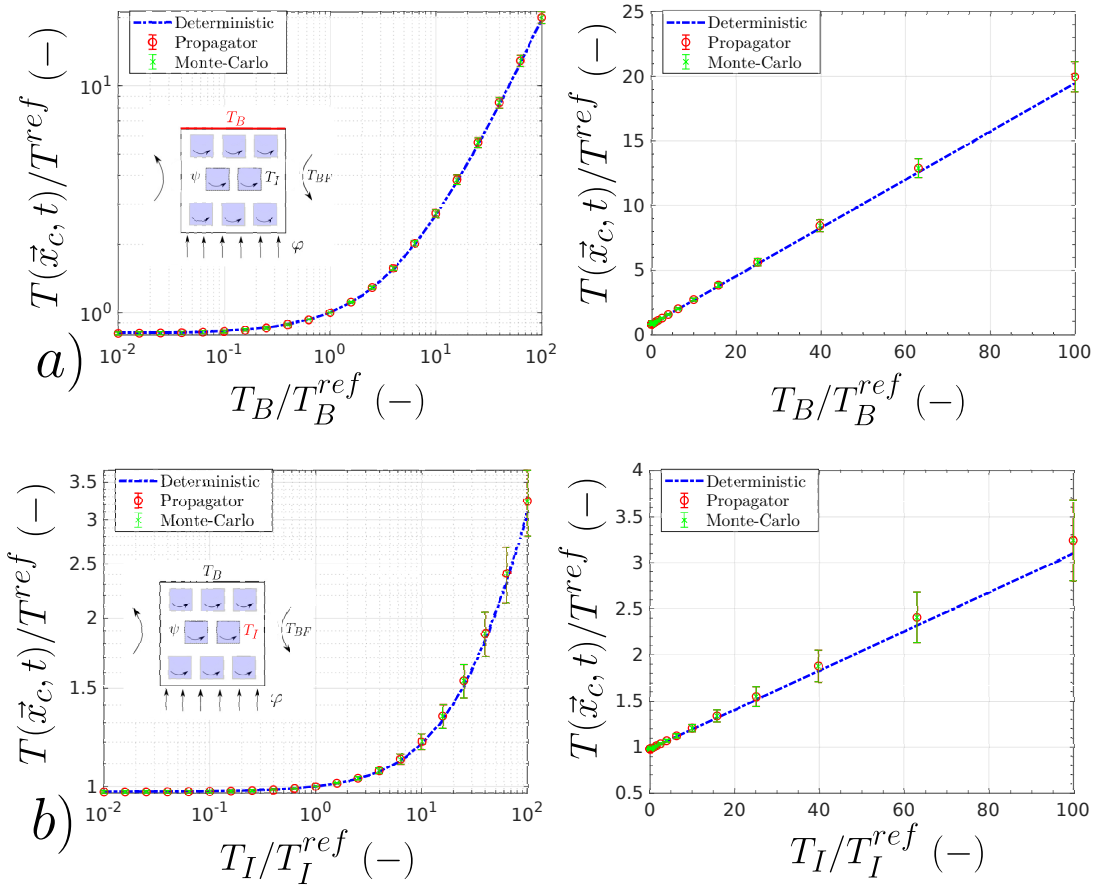 Deterministic
Propagator
Monte-Carlo
T(x⃗_c, t)/T^ref (−)
10^1
10^0
T_B
ψ
T_I
T_BF
φ
10^-2 10^-1 10^0 10^1 10^2
T_B/T_B^ref (−)
a)
Deterministic
Propagator
Monte-Carlo
T(x⃗_c, t)/T^ref (−)
25
20
15
10
5
0
0 20 40 60 80 100
T_B/T_B^ref (−)
Deterministic
Propagator
Monte-Carlo
T(x⃗_c, t)/T^ref (−)
3.5
3
2.5
2
1.5
1
T_B
ψ
T_I
T_BF
φ
10^-2 10^-1 10^0 10^1 10^2
T_I/T_I^ref (−)
b)
Deterministic
Propagator
Monte-Carlo
T(x⃗_c, t)/T^ref (−)
4
3.5
3
2.5
2
1.5
1
0.5
0 20 40 60 80 100
T_I/T_I^ref (−)